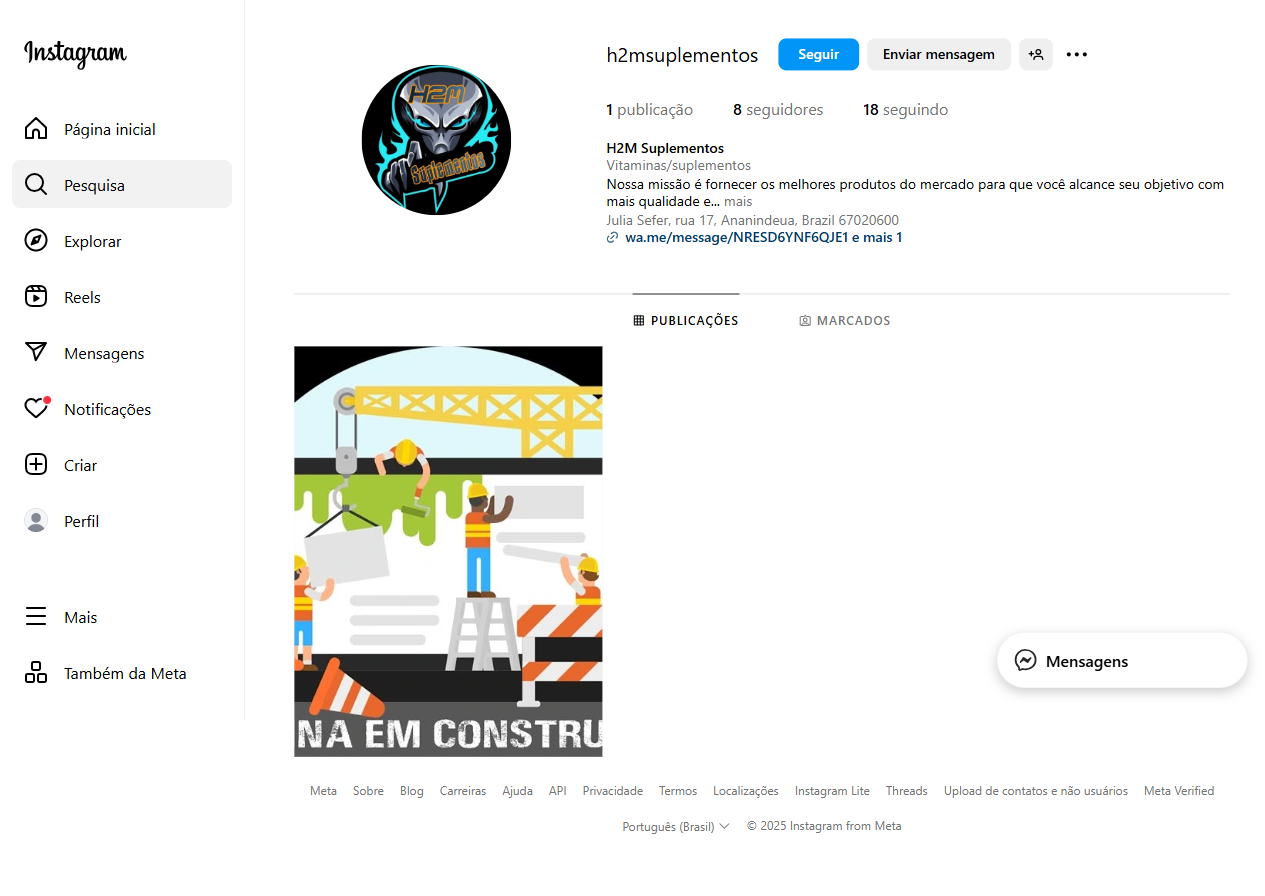 Instagram
Página inicial
Pesquisa
Explorar
Reels
Mensagens
Notificações
Criar
Perfil
Mais
Também da Meta
H2M
Suplementos
h2msuplementos
Seguir
Enviar mensagem
1 publicação 8 seguidores 18 seguindo
H2M Suplementos
Vitaminas/suplementos
Nossa missão é fornecer os melhores produtos do mercado para que você alcance seu objetivo com
mais qualidade e... mais
Julia Sefer, rua 17, Ananindeua, Brazil 67020600
wa.me/message/NRESD6YNF6QJE1 e mais 1
PUBLICAÇÕES MARCADOS
NA EM CONSTRU
Mensagens
Meta Sobre Blog Carreiras Ajuda API Privacidade Termos Localizações Instagram Lite Threads Upload de contatos e não usuários Meta Verified
Português (Brasil) © 2025 Instagram from Meta